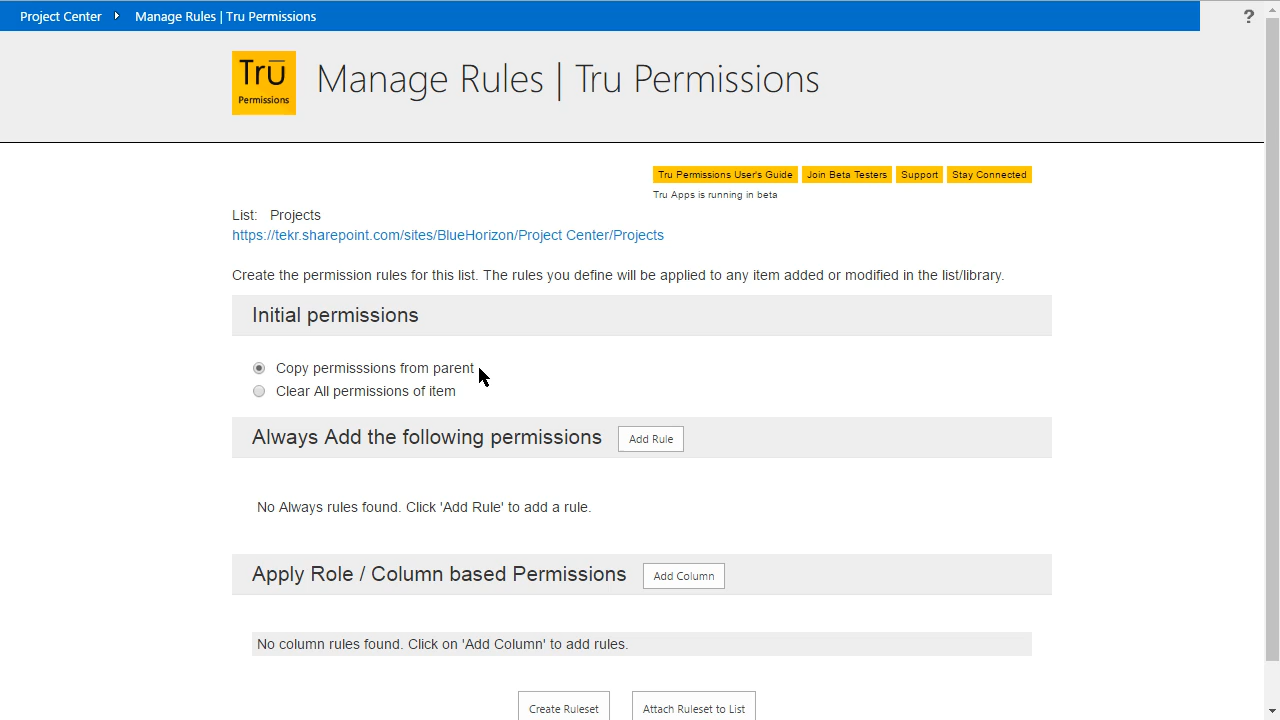 Project Center Manage Rules | Tru Permissions ?
Trū
Permissions
Manage Rules | Tru Permissions
Tru Permissions User's Guide Join Beta Testers Support Stay Connected
Tru Apps is running in beta
List: Projects
https://tekr.sharepoint.com/sites/BlueHorizon/Project Center/Projects
Create the permission rules for this list. The rules you define will be applied to any item added or modified in the list/library.
Initial permissions
Copy permisssions from parent
Clear All permissions of item
Always Add the following permissions Add Rule
No Always rules found. Click 'Add Rule' to add a rule.
Apply Role / Column based Permissions Add Column
No column rules found. Click on 'Add Column' to add rules.
Create Ruleset Attach Ruleset to List